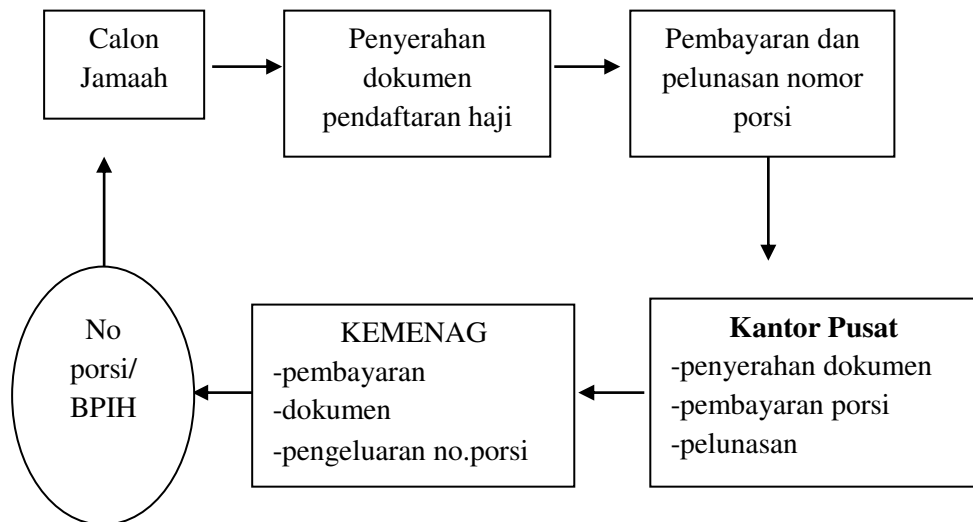 Calon
Jamaah
Penyerahan
dokumen
pendaftaran haji
Pembayaran dan
pelunasan nomor
porsi
Kantor Pusat
-penyerahan dokumen
-pembayaran porsi
-pelunasan
KEMENAG
-pembayaran
-dokumen
-pengeluaran no.porsi
No
porsi/
BPIH